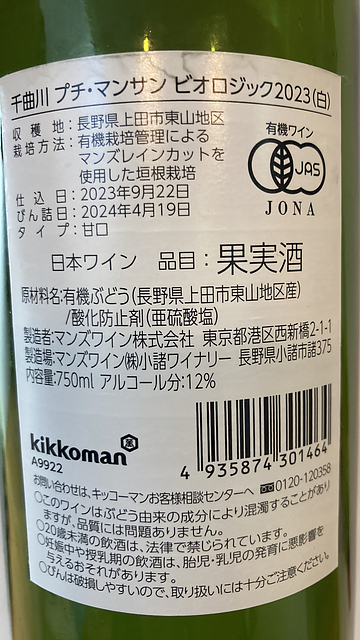 千曲川 プチ・マンサン ビオロジック2023(白)
収穫地:長野県上田市東山地区
栽培方法:有機栽培管理による
マンズレインカットを
使用した垣根栽培
仕込日:2023年9月22日
びん詰日:2024年4月19日
タイプ:甘口
有機ワイン
JAS
JONA
日本ワイン 品目:果実酒
原材料名:有機ぶどう(長野県上田市東山地区産)
/酸化防止剤(亜硫酸塩)
製造者:マンズワイン株式会社 東京都港区西新橋2-1-1
製造場:マンズワイン㈱小諸ワイナリー 長野県小諸市諸375
内容量:750ml アルコール分:12%
kikkoman
A9922
4 935874 301464
お問い合わせは、キッコーマンお客様相談センターへ ☎0120-120358
○このワインはぶどう由来の成分により混濁することがあり
ますが、品質には問題ありません。
○20歳未満の飲酒は、法律で禁じられています。
○妊娠中や授乳期の飲酒は、胎児・乳児の発育に悪影響を
与えるおそれがあります。
○びんは破損しやすいので、取り扱いには十分ご注意ください。